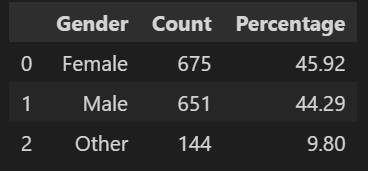 Gender Count Percentage
0 Female 675 45.92
1 Male 651 44.29
2 Other 144 9.80